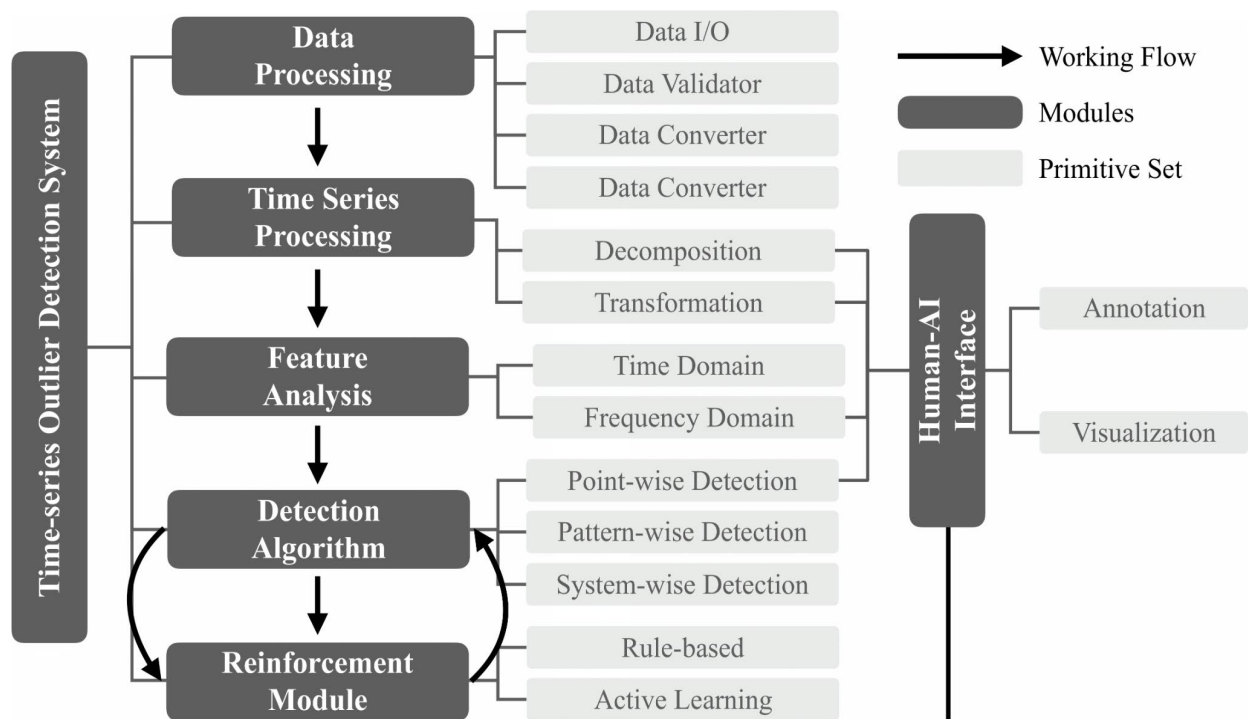 Time-series Outlier Detection System
Data
Processing
Data I/O
Data Validator
Data Converter
Data Converter
Time Series
Processing
Decomposition
Transformation
Feature
Analysis
Time Domain
Frequency Domain
Detection
Algorithm
Point-wise Detection
Pattern-wise Detection
System-wise Detection
Reinforcement
Module
Rule-based
Active Learning
Human-AI
Interface
Annotation
Visualization
Working Flow
Modules
Primitive Set